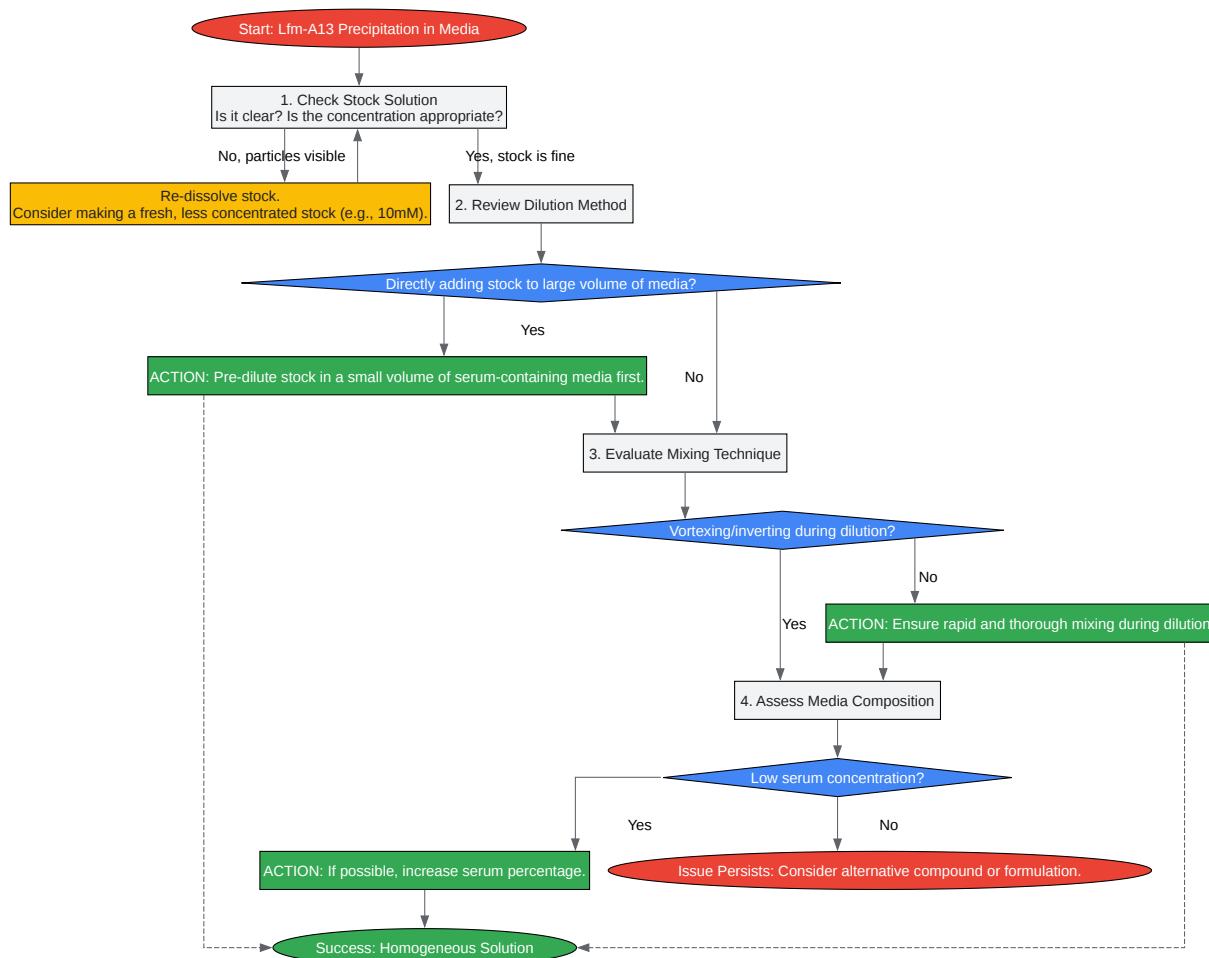 Start: Lfm-A13 Precipitation in Media
1. Check Stock Solution
Is it clear? Is the concentration appropriate?
No, particles visible
Yes, stock is fine
Re-dissolve stock.
Consider making a fresh, less concentrated stock (e.g., 10mM).
2. Review Dilution Method
Directly adding stock to large volume of media?
Yes
ACTION: Pre-dilute stock in a small volume of serum-containing media first.
No
3. Evaluate Mixing Technique
Vortexing/inverting during dilution?
No
Yes
ACTION: Ensure rapid and thorough mixing during dilution
4. Assess Media Composition
Low serum concentration?
Yes
No
ACTION: If possible, increase serum percentage.
Issue Persists: Consider alternative compound or formulation.
Success: Homogeneous Solution